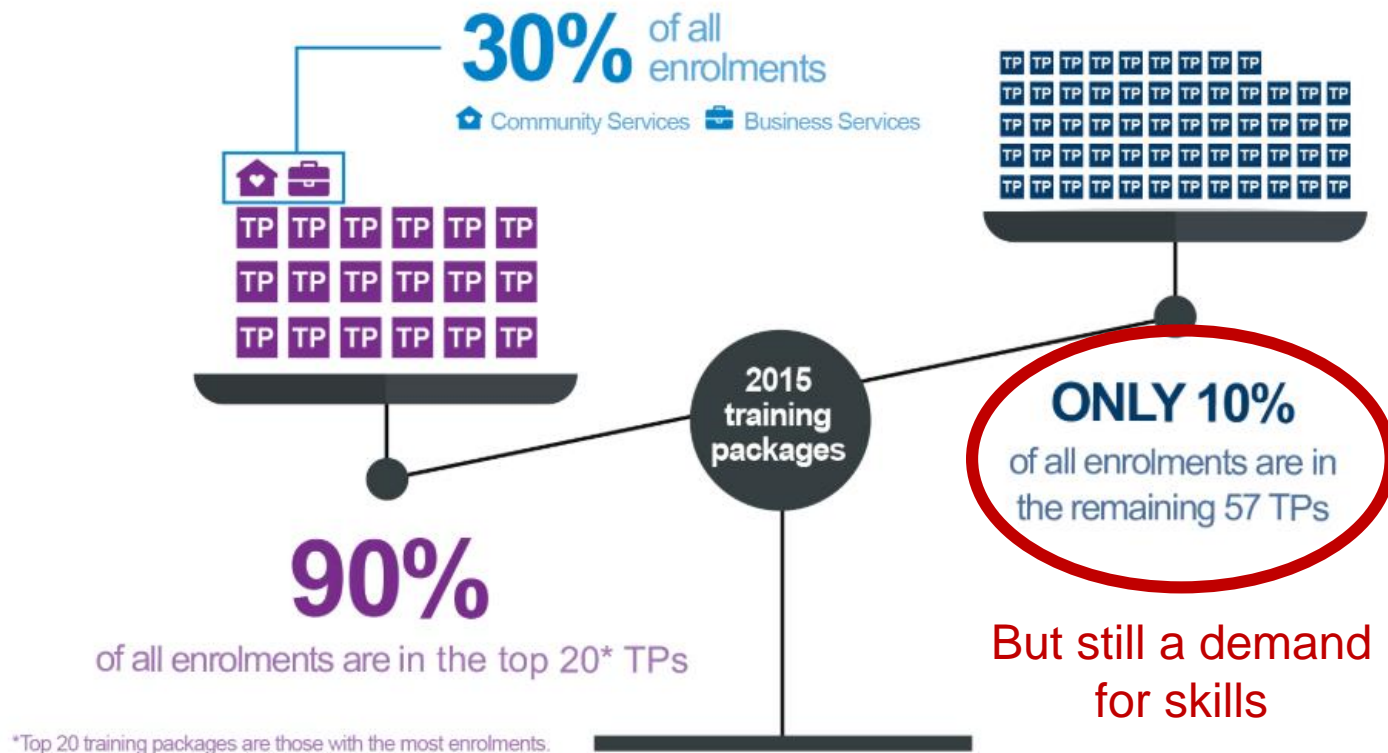 30% of all
enrolments
Community Services Business Services
TP TP TP TP TP TP
TP TP TP TP TP TP
TP TP TP TP TP TP
TP TP TP TP TP TP TP TP TP
TP TP TP TP TP TP TP TP TP TP TP TP
TP TP TP TP TP TP TP TP TP TP TP TP
TP TP TP TP TP TP TP TP TP TP TP TP
TP TP TP TP TP TP TP TP TP TP TP TP
2015
training
packages
ONLY 10%
of all enrolments are in
the remaining 57 TPs
90%
of all enrolments are in the top 20* TPs
But still a demand
for skills
*Top 20 training packages are those with the most enrolments.